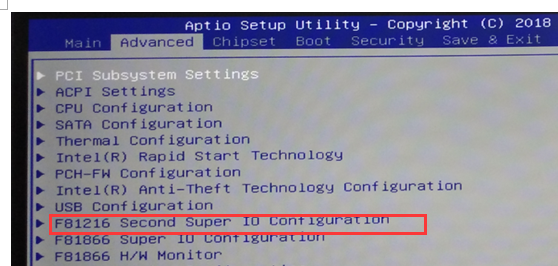 Aptio Setup Utility – Copyright (C) 2018
Main Advanced Chipset Boot Security Save & Exit
PCI Subsystem Settings
ACPI Settings
CPU Configuration
SATA Configuration
Thermal Configuration
Intel(R) Rapid Start Technology
PCH-FW Configuration
Intel(R) Anti-Theft Technology Configuration
USB Configuration
F81216 Second Super IO Configuration
F81866 Super IO Configuration
F81866 H/W Monitor